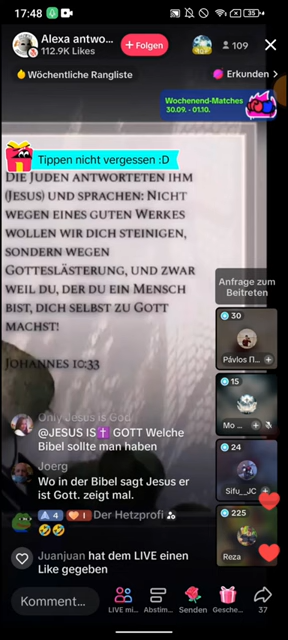 17:48
35
Alexa antwo...
112.9K Likes
+ Folgen
109
Wöchentliche Rangliste
Erkunden >
Wochenend-Matches
30.09. - 01.10.
Tippen nicht vergessen :D
Die Juden antworteten ihm
(Jesus) und sprachen: Nicht
wegen eines guten Werkes
wollen wir dich steinigen,
sondern wegen
Gotteslästerung, und zwar
weil du, der du ein Mensch
bist, dich selbst zu Gott
machst!
Johannes 10:33
Anfrage zum
Beitreten
30
Pávlos Π...
15
Mo ...
24
Sifu__JC
225
Reza
Only Jesus is God
@JESUS IS✝️ GOTT Welche
Bibel sollte man haben
Joerg
Wo in der Bibel sagt Jesus er
ist Gott. zeigt mal.
4 1 Der Hetzprofi
🤣🤣
Juanjuan hat dem LIVE einen
Like gegeben
Komment...
LIVE mi...
Abstim...
Senden
Gesche...
37